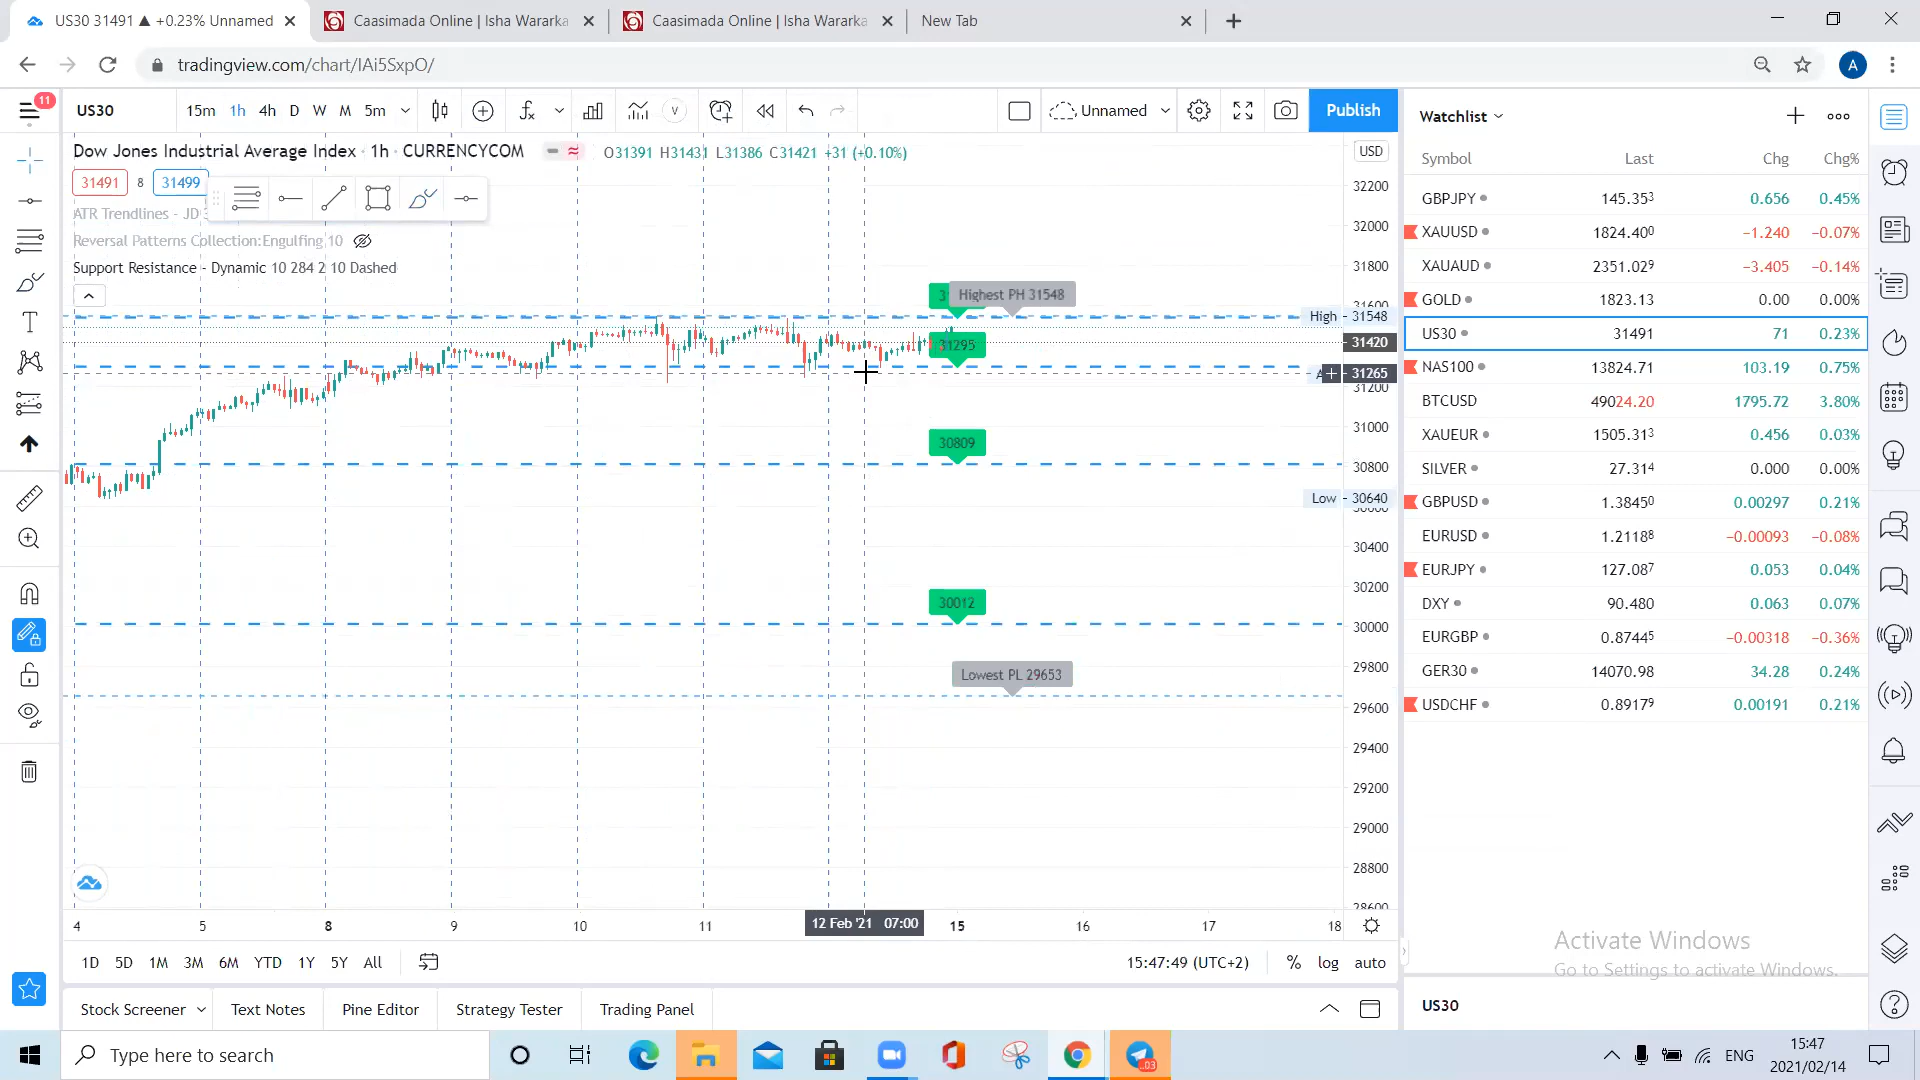 US30 31491 ▲ +0.23% Unnamed
Caasimada Online | Isha Wararka
Caasimada Online | Isha Wararka
New Tab
tradingview.com/chart/IAi5SxpO/
A
11
US30
15m 1h 4h D W M 5m
Unnamed
Publish
Dow Jones Industrial Average Index · 1h · CURRENCYCOM
O31391 H31431 L31386 C31421 +31 (+0.10%)
USD
31491 8 31499
ATR Trendlines - JD
Reversal Patterns Collection:Engulfing 10
Support Resistance - Dynamic 10 284 2 10 Dashed
Highest PH 31548
31295
30809
30012
Lowest PL 29653
32200
32000
31800
31600
High - 31548
31420
31265
31200
31000
30800
Low - 30640
30400
30200
30000
29800
29600
29400
29200
29000
28800
28600
4 5 8 9 10 11 12 Feb '21 07:00 15 16 17 18
1D 5D 1M 3M 6M YTD 1Y 5Y All
15:47:49 (UTC+2) % log auto
Stock Screener Text Notes Pine Editor Strategy Tester Trading Panel
Watchlist
Symbol Last Chg Chg%
GBPJPY 145.353 0.656 0.45%
XAUUSD 1824.400 −1.240 −0.07%
XAUAUD 2351.029 −3.405 −0.14%
GOLD 1823.13 0.00 0.00%
US30 31491 71 0.23%
NAS100 13824.71 103.19 0.75%
BTCUSD 49024.20 1795.72 3.80%
XAUEUR 1505.313 0.456 0.03%
SILVER 27.314 0.000 0.00%
GBPUSD 1.38450 0.00297 0.21%
EURUSD 1.21188 −0.00093 −0.08%
EURJPY 127.087 0.053 0.04%
DXY 90.480 0.063 0.07%
EURGBP 0.87445 −0.00318 −0.36%
GER30 14070.98 34.28 0.24%
USDCHF 0.89179 0.00191 0.21%
Activate Windows
Go to Settings to activate Windows.
US30
Type here to search
03
ENG
15:47
2021/02/14